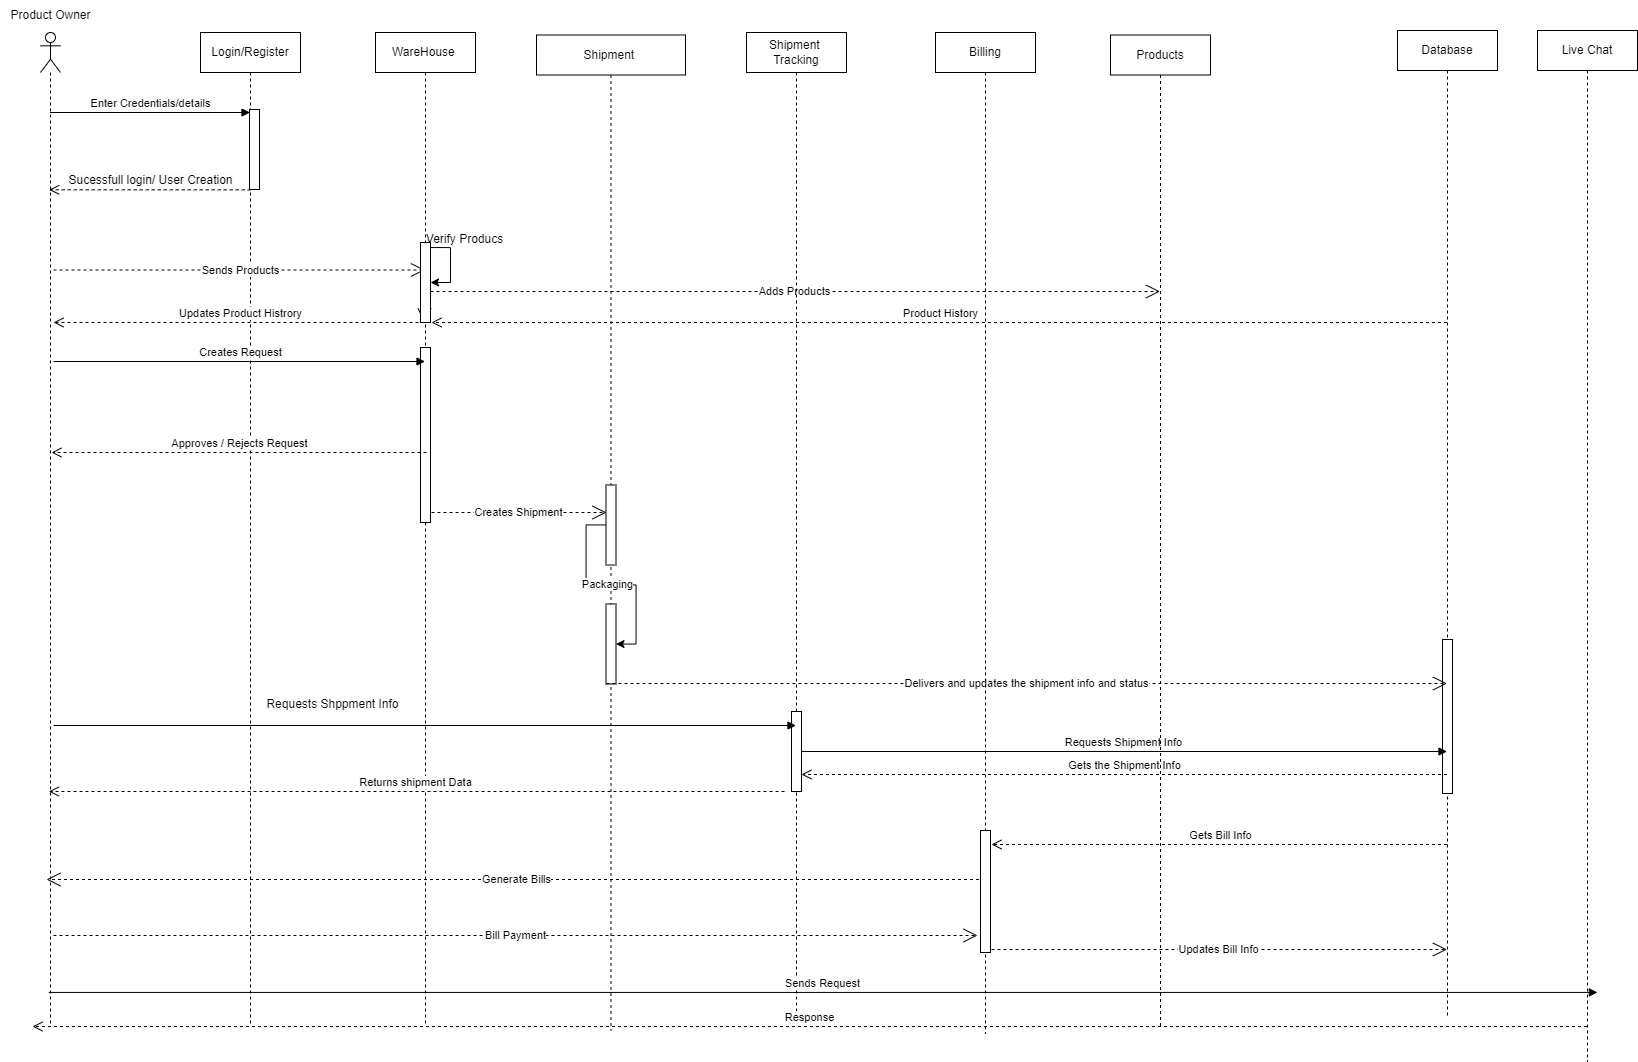 Product Owner
Login/Register
WareHouse
Shipment
Shipment
Tracking
Billing
Products
Database
Live Chat
Enter Credentials/details
Sucessfull login/ User Creation
Verify Producs
Sends Products
Adds Products
Updates Product Histrory
Product History
Creates Request
Approves / Rejects Request
Creates Shipment
Packaging
Delivers and updates the shipment info and status
Requests Shppment Info
Requests Shipment Info
Gets the Shipment Info
Returns shipment Data
Gets Bill Info
Generate Bills
Bill Payment
Updates Bill Info
Sends Request
Response